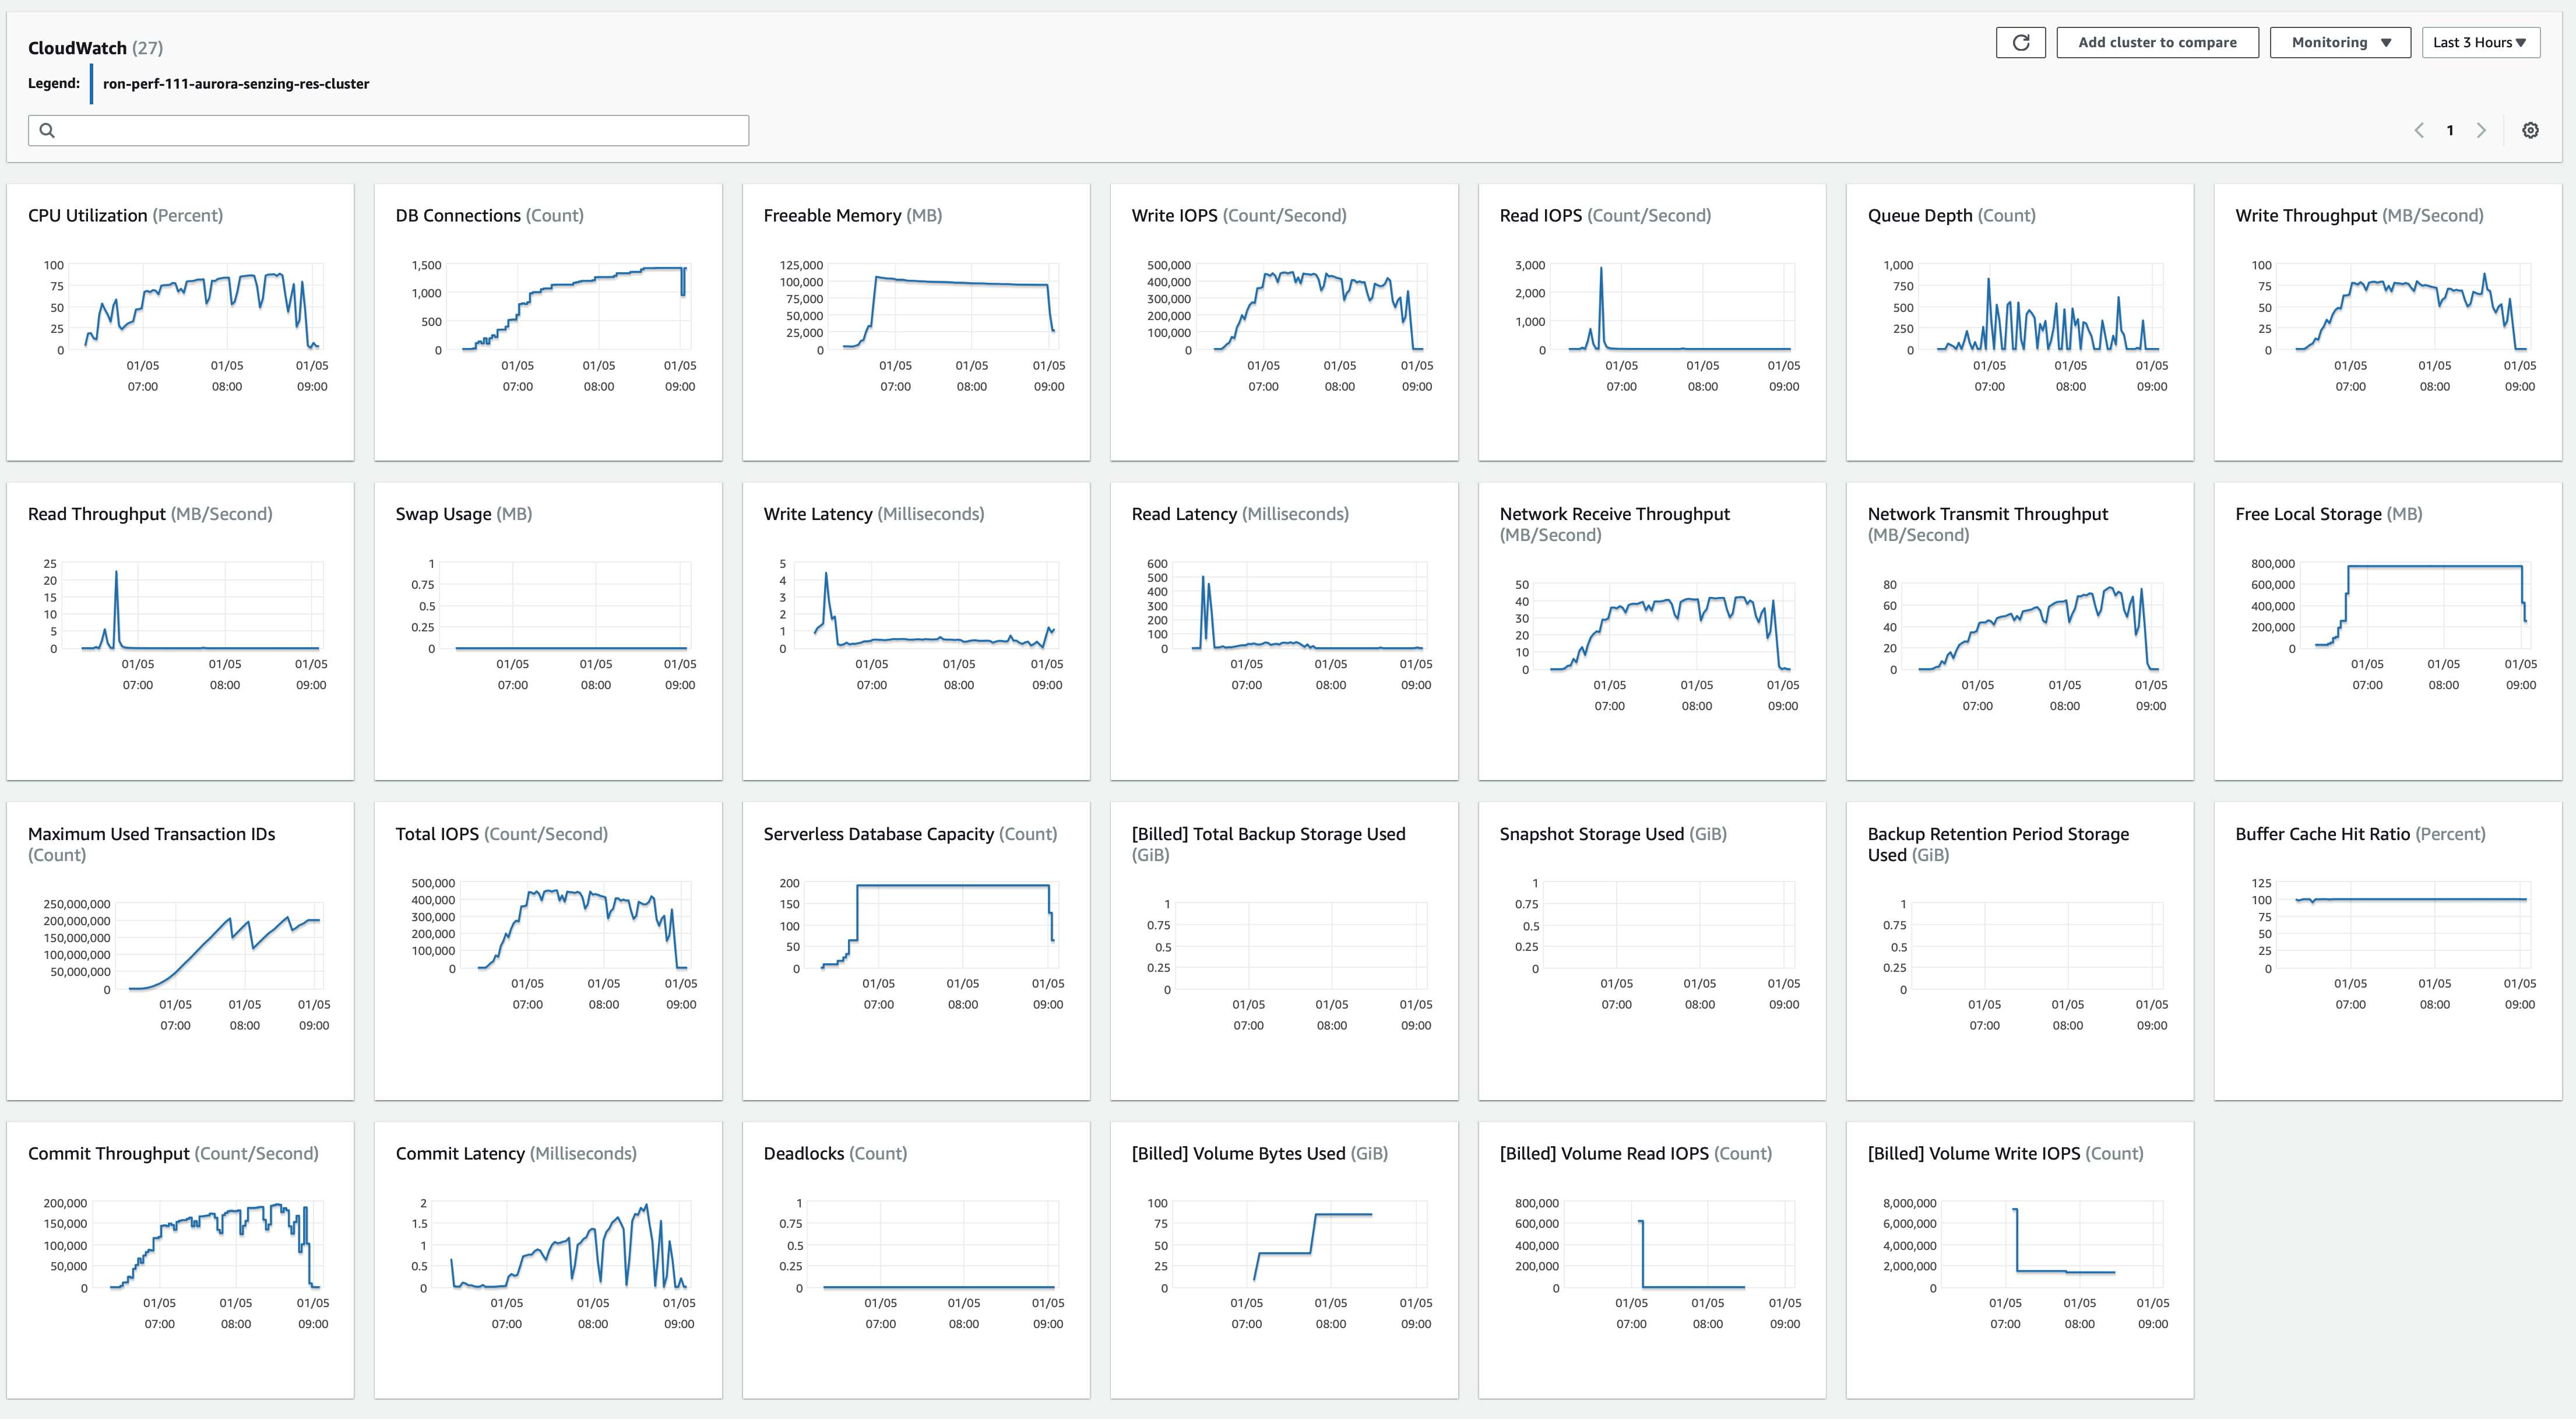 CloudWatch (27)
Add cluster to compare
Monitoring
Last 3 Hours
Legend:
ron-perf-111-aurora-senzing-res-cluster
1
CPU Utilization (Percent)
100
75
50
25
0
01/05 01/05 01/05
07:00 08:00 09:00
DB Connections (Count)
1,500
1,000
500
0
01/05 01/05 01/05
07:00 08:00 09:00
Freeable Memory (MB)
125,000
100,000
75,000
50,000
25,000
0
01/05 01/05 01/05
07:00 08:00 09:00
Write IOPS (Count/Second)
500,000
400,000
300,000
200,000
100,000
0
01/05 01/05 01/05
07:00 08:00 09:00
Read IOPS (Count/Second)
3,000
2,000
1,000
0
01/05 01/05 01/05
07:00 08:00 09:00
Queue Depth (Count)
1,000
750
500
250
0
01/05 01/05 01/05
07:00 08:00 09:00
Write Throughput (MB/Second)
100
75
50
25
0
01/05 01/05 01/05
07:00 08:00 09:00
Read Throughput (MB/Second)
25
20
15
10
5
0
01/05 01/05 01/05
07:00 08:00 09:00
Swap Usage (MB)
1
0.75
0.5
0.25
0
01/05 01/05 01/05
07:00 08:00 09:00
Write Latency (Milliseconds)
5
4
3
2
1
0
01/05 01/05 01/05
07:00 08:00 09:00
Read Latency (Milliseconds)
600
500
400
300
200
100
0
01/05 01/05 01/05
07:00 08:00 09:00
Network Receive Throughput
(MB/Second)
50
40
30
20
10
0
01/05 01/05 01/05
07:00 08:00 09:00
Network Transmit Throughput
(MB/Second)
80
60
40
20
0
01/05 01/05 01/05
07:00 08:00 09:00
Free Local Storage (MB)
800,000
600,000
400,000
200,000
0
01/05 01/05 01/05
07:00 08:00 09:00
Maximum Used Transaction IDs
(Count)
250,000,000
200,000,000
150,000,000
100,000,000
50,000,000
0
01/05 01/05 01/05
07:00 08:00 09:00
Total IOPS (Count/Second)
500,000
400,000
300,000
200,000
100,000
0
01/05 01/05 01/05
07:00 08:00 09:00
Serverless Database Capacity (Count)
200
150
100
50
0
01/05 01/05 01/05
07:00 08:00 09:00
[Billed] Total Backup Storage Used
(GiB)
1
0.75
0.5
0.25
0
01/05 01/05 01/05
07:00 08:00 09:00
Snapshot Storage Used (GiB)
1
0.75
0.5
0.25
0
01/05 01/05 01/05
07:00 08:00 09:00
Backup Retention Period Storage
Used (GiB)
1
0.75
0.5
0.25
0
01/05 01/05 01/05
07:00 08:00 09:00
Buffer Cache Hit Ratio (Percent)
125
100
75
50
25
0
01/05 01/05 01/05
07:00 08:00 09:00
Commit Throughput (Count/Second)
200,000
150,000
100,000
50,000
0
01/05 01/05 01/05
07:00 08:00 09:00
Commit Latency (Milliseconds)
2
1.5
1
0.5
0
01/05 01/05 01/05
07:00 08:00 09:00
Deadlocks (Count)
1
0.75
0.5
0.25
0
01/05 01/05 01/05
07:00 08:00 09:00
[Billed] Volume Bytes Used (GiB)
100
75
50
25
0
01/05 01/05 01/05
07:00 08:00 09:00
[Billed] Volume Read IOPS (Count)
800,000
600,000
400,000
200,000
0
01/05 01/05 01/05
07:00 08:00 09:00
[Billed] Volume Write IOPS (Count)
8,000,000
6,000,000
4,000,000
2,000,000
0
01/05 01/05 01/05
07:00 08:00 09:00